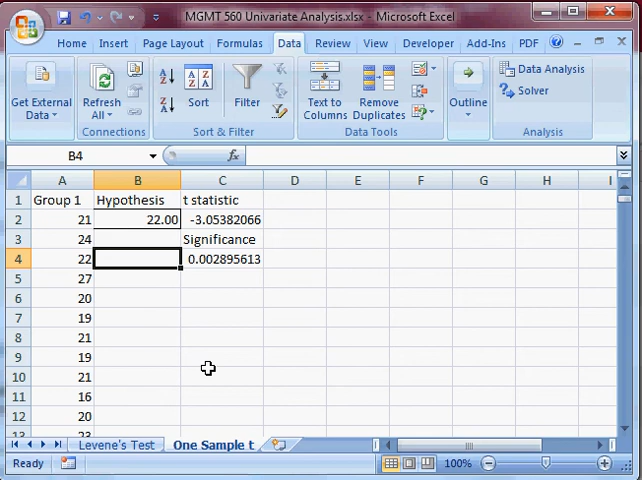 MGMT 560 Univariate Analysis.xlsx - Microsoft Excel
Home Insert Page Layout Formulas Data Review View Developer Add-Ins PDF
Get External Data
Refresh All
Connections
Sort
Filter
Sort & Filter
Text to Columns
Remove Duplicates
Data Tools
Outline
Data Analysis
Solver
Analysis
B4 fx
A B C D E F G H I
1 Group 1 Hypothesis t statistic
2 21 22.00 -3.05382066
3 24 Significance
4 22 0.002895613
5 27
6 20
7 19
8 21
9 19
10 21
11 16
12 20
13 23
Levene's Test One Sample t
Ready 100%